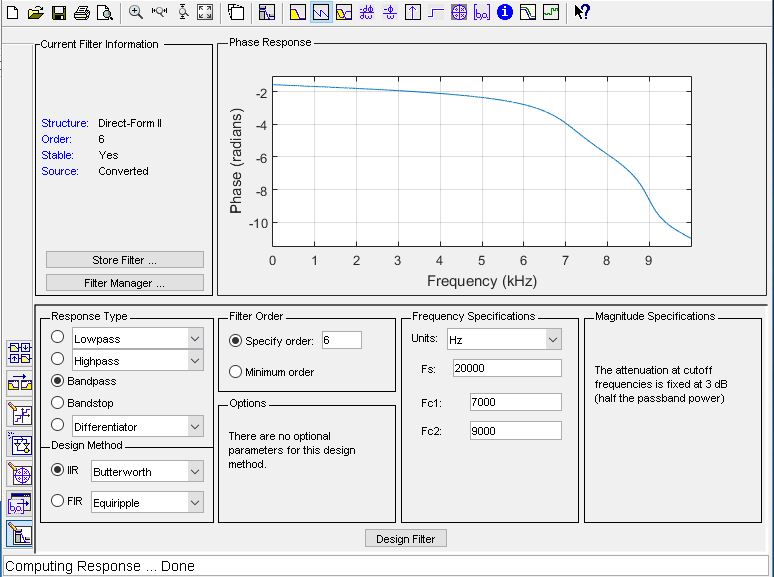 Current Filter Information
Structure: Direct-Form II
Order: 6
Stable: Yes
Source: Converted
Store Filter ...
Filter Manager ...
Phase Response
Phase (radians)
-2
-4
-6
-8
-10
0 1 2 3 4 5 6 7 8 9
Frequency (kHz)
Response Type
Lowpass
Highpass
Bandpass
Bandstop
Differentiator
Design Method
IIR Butterworth
FIR Equiripple
Filter Order
Specify order: 6
Minimum order
Options
There are no optional
parameters for this design
method.
Frequency Specifications
Units: Hz
Fs: 20000
Fc1: 7000
Fc2: 9000
Magnitude Specifications
The attenuation at cutoff
frequencies is fixed at 3 dB
(half the passband power)
Design Filter
Computing Response ... Done